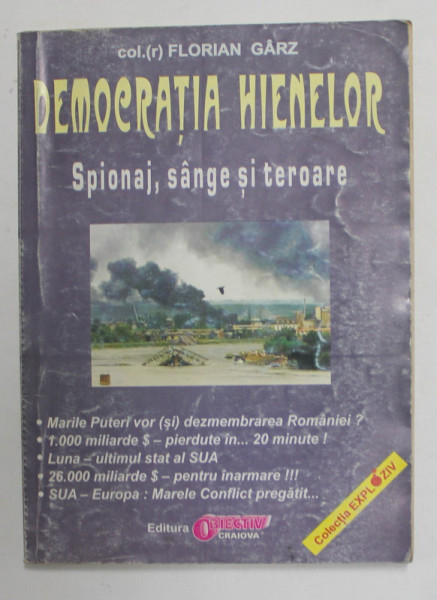 col.(r) FLORIAN GÂRZ
DEMOCRAȚIA HIENELOR
Spionaj, sânge și teroare
• Marile Puteri vor (și) dezmembrarea României ?
• 1.000 miliarde $ – pierdute în... 20 minute !
• Luna – ultimul stat al SUA
• 26.000 miliarde $ – pentru înarmare !!!
• SUA – Europa : Marele Conflict pregătit...
Editura OBIECTIV
CRAIOVA
Colecția EXPLOZIV